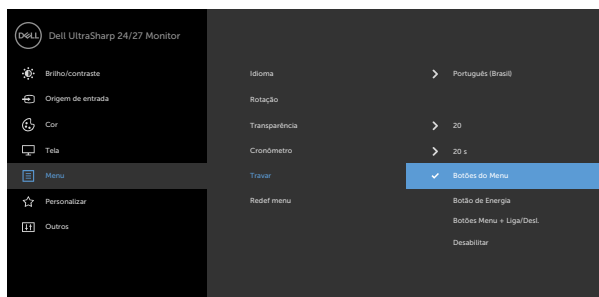 DELL Dell UltraSharp 24/27 Monitor
Brilho/contraste Idioma Português (Brasil)
Origem de entrada Rotação
Cor Transparência 20
Tela Cronômetro 20 s
Menu Travar Botões do Menu
Personalizar Redef menu Botão de Energia
Botões Menu + Liga/Desl.
Outros
Desabilitar